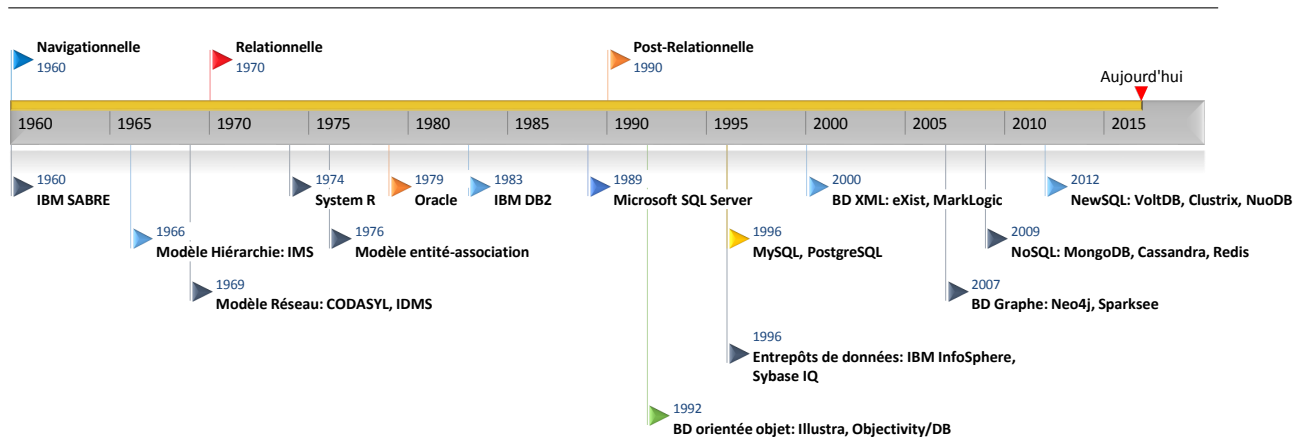 Navigationnelle
1960
Relationnelle
1970
Post-Relationnelle
1990
Aujourd'hui
1960
1965
1970
1975
1980
1985
1990
1995
2000
2005
2010
2015
1960
IBM SABRE
1974
System R
1979
Oracle
1983
IBM DB2
1989
Microsoft SQL Server
2000
BD XML: eXist, MarkLogic
2012
NewSQL: VoltDB, Clustrix, NuoDB
1966
Modèle Hiérarchie: IMS
1976
Modèle entité-association
1996
MySQL, PostgreSQL
2009
NoSQL: MongoDB, Cassandra, Redis
1969
Modèle Réseau: CODASYL, IDMS
2007
BD Graphe: Neo4j, Sparksee
1996
Entrepôts de données: IBM InfoSphere,
Sybase IQ
1992
BD orientée objet: Illustra, Objectivity/DB